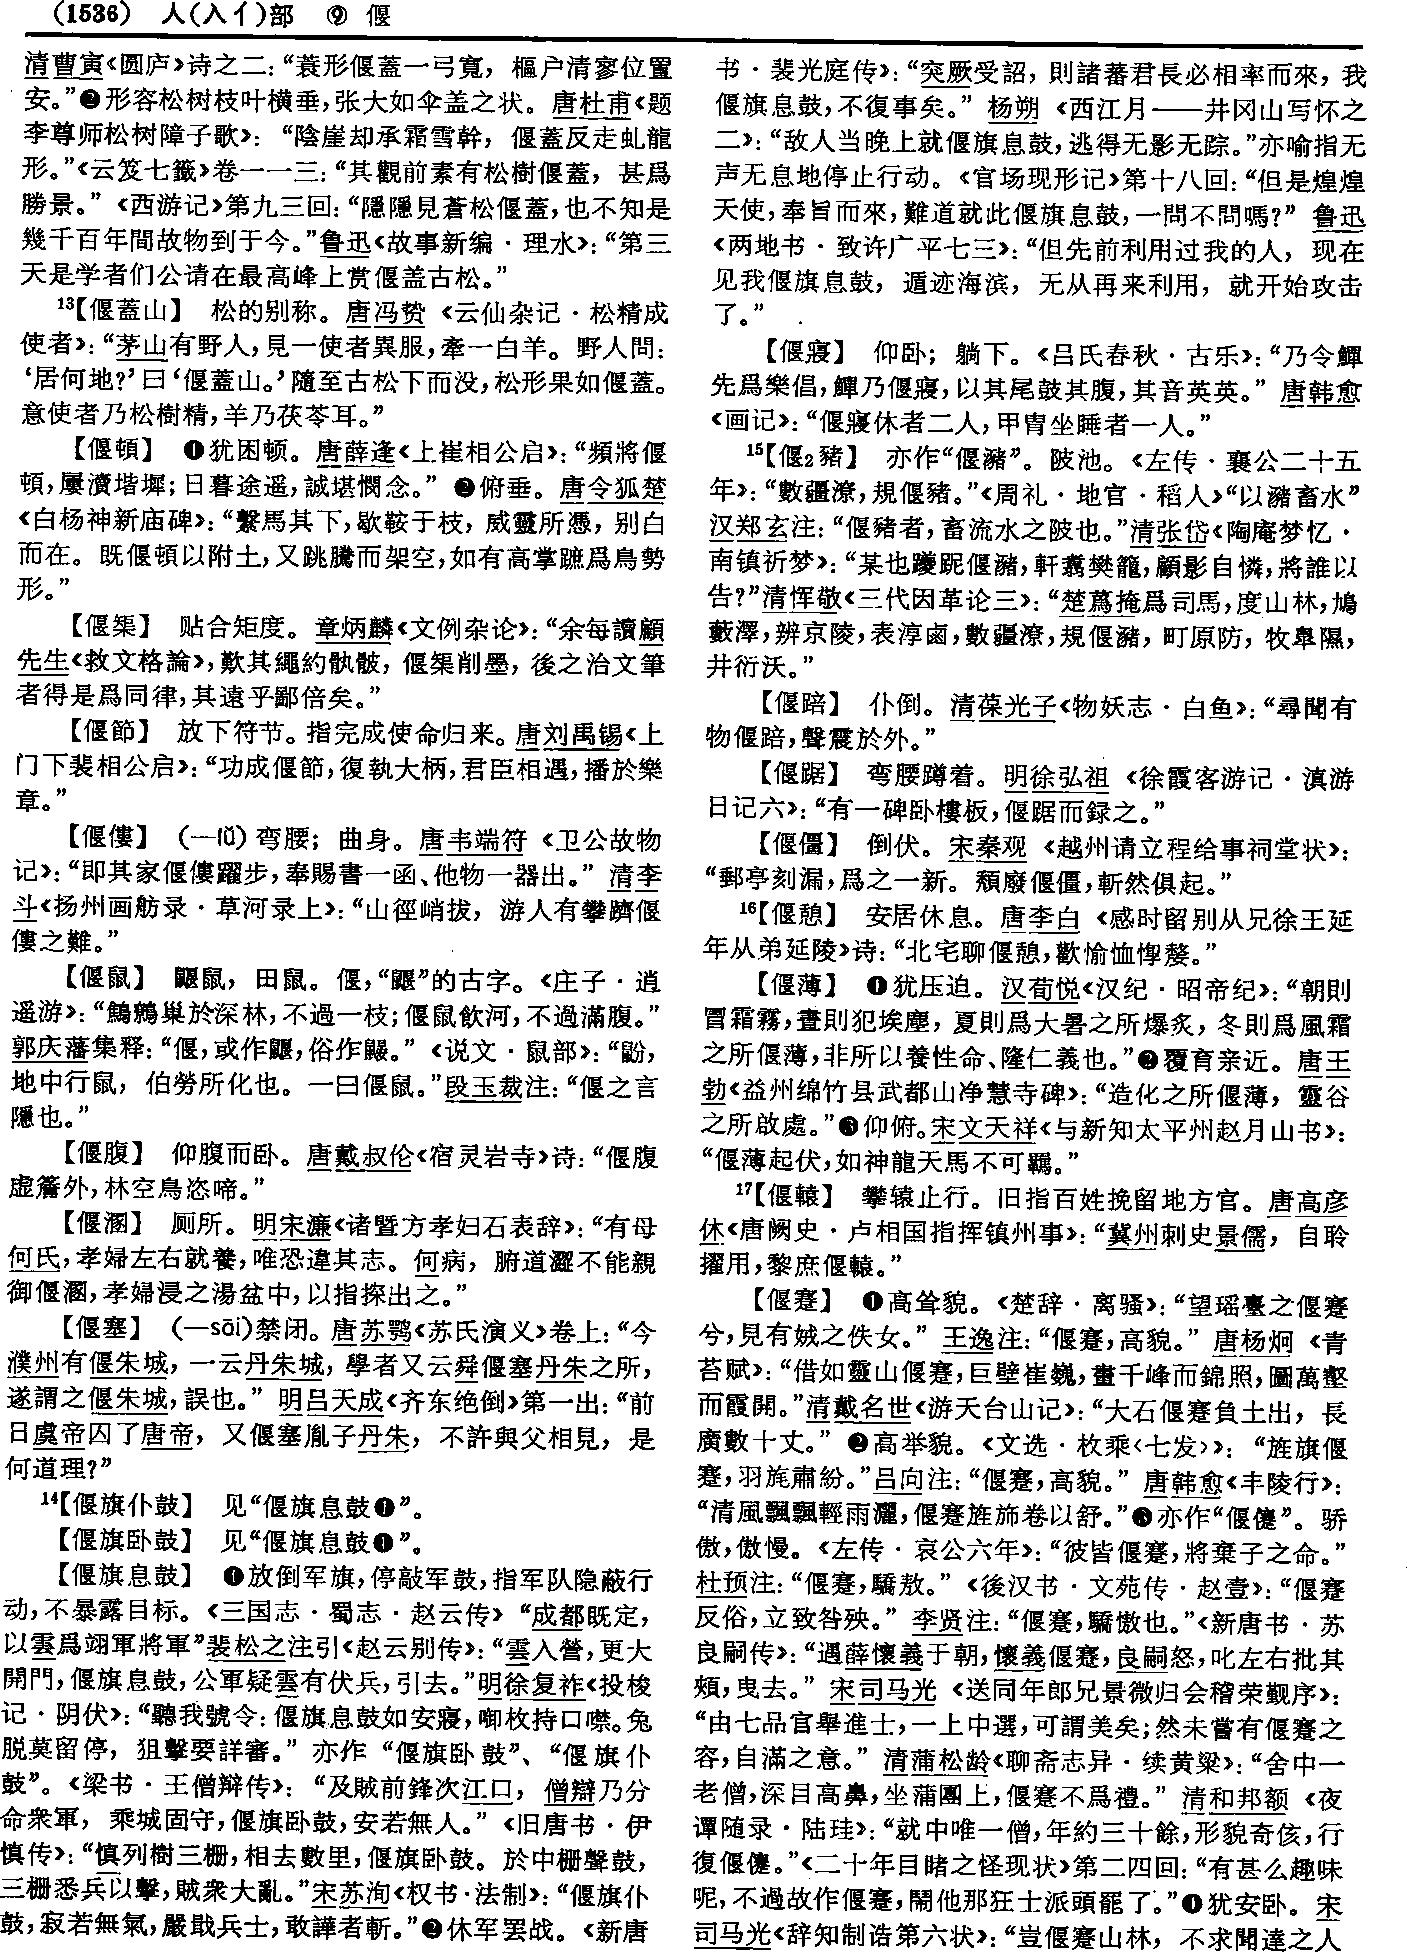 (1536) 人(入亻)部 ⑨ 偃
清曹寅《圆庐》诗之二：“蓑形偃蓋一弓寬，樞户清寥位置
安。”❷形容松树枝叶横垂，张大如伞盖之状。唐杜甫《题
李尊师松树障子歌》：“陰崖却承霜雪幹，偃蓋反走虬龍
形。”《云笈七籤》卷一一三：“其觀前素有松樹偃蓋，甚爲
勝景。”《西游记》第九三回：“隱隱見蒼松偃蓋，也不知是
幾千百年間故物到于今。”鲁迅《故事新编·理水》：“第三
天是学者们公请在最高峰上赏偃盖古松。”
¹³【偃蓋山】 松的别称。唐冯贽《云仙杂记·松精成
使者》：“茅山有野人，見一使者異服，牽一白羊。野人問：
‘居何地？’曰‘偃蓋山。’隨至古松下而没，松形果如偃蓋。
意使者乃松樹精，羊乃茯苓耳。”
【偃頓】 ❶犹困顿。唐薛逢《上崔相公启》：“頻將偃
頓，屢瀆堦墀；日暮途遥，誠堪憫念。”❷俯垂。唐令狐楚
《白杨神新庙碑》：“繫馬其下，歇鞍于枝，威靈所憑，别白
而在。既偃頓以附土，又跳騰而架空，如有高掌蹠爲鳥勢
形。”
【偃榘】 贴合矩度。章炳麟《文例杂论》：“余每讀顧
先生《救文格論》，歎其繩約骫骳，偃榘削墨，後之治文筆
者得是爲同律，其遠乎鄙倍矣。”
【偃節】 放下符节。指完成使命归来。唐刘禹锡《上
门下裴相公启》：“功成偃節，復執大柄，君臣相遇，播於樂
章。”
【偃僂】 (一lǚ)弯腰；曲身。唐韦端符《卫公故物
记》：“即其家偃僂躍步，奉賜書一函、他物一器出。”清李
斗《扬州画舫录·草河录上》：“山徑峭拔，游人有攀躋偃
僂之難。”
【偃鼠】 鼴鼠，田鼠。偃，“鼴”的古字。《庄子·逍
遥游》：“鷦鷯巢於深林，不過一枝；偃鼠飲河，不過滿腹。”
郭庆藩集释：“偃，或作鼴，俗作鼹。”《说文·鼠部》：“鼢，
地中行鼠，伯勞所化也。一曰偃鼠。”段玉裁注：“偃之言
隱也。”
【偃腹】 仰腹而卧。唐戴叔伦《宿灵岩寺》诗：“偃腹
虚簷外，林空鳥恣啼。”
【偃溷】 厕所。明宋濂《诸暨方孝妇石表辞》：“有母
何氏，孝婦左右就養，唯恐違其志。何病，腑道澀不能親
御偃溷，孝婦浸之湯盆中，以指探出之。”
【偃塞】 (一sāi)禁闭。唐苏鹗《苏氏演义》卷上：“今
濮州有偃朱城，一云丹朱城，學者又云舜偃塞丹朱之所，
遂謂之偃朱城，誤也。”明吕天成《齐东绝倒》第一出：“前
日虞帝囚了唐帝，又偃塞胤子丹朱，不許與父相見，是
何道理？”
¹⁴【偃旗仆鼓】 见“偃旗息鼓❶”。
【偃旗卧鼓】 见“偃旗息鼓❶”。
【偃旗息鼓】 ❶放倒军旗，停敲军鼓，指军队隐蔽行
动，不暴露目标。《三国志·蜀志·赵云传》“成都既定，
以雲爲翊軍將軍”裴松之注引《赵云别传》：“雲入營，更大
開門，偃旗息鼓，公軍疑雲有伏兵，引去。”明徐复祚《投梭
记·阴伏》：“聽我號令：偃旗息鼓如安寢，啣枚持口噤。兔
脱莫留停，狙擊要詳審。”亦作“偃旗卧鼓”、“偃旗仆
鼓”。《梁书·王僧辩传》：“及賊前鋒次江口，僧辯乃分
命衆軍，乘城固守，偃旗卧鼓，安若無人。”《旧唐书·伊
慎传》：“慎列樹三栅，相去數里，偃旗卧鼓。於中栅聲鼓，
三栅悉兵以擊，賊衆大亂。”宋苏洵《权书·法制》：“偃旗仆
鼓，寂若無氣，嚴戢兵士，敢譁者斬。”❷休军罢战。《新唐
书·裴光庭传》：“突厥受詔，則諸蕃君長必相率而來，我
偃旗息鼓，不復事矣。”杨朔《西江月——井冈山写怀之
二》：“敌人当晚上就偃旗息鼓，逃得无影无踪。”亦喻指无
声无息地停止行动。《官场现形记》第十八回：“但是煌煌
天使，奉旨而來，難道就此偃旗息鼓，一問不問嗎？”鲁迅
《两地书·致许广平七三》：“但先前利用过我的人，现在
见我偃旗息鼓，遁迹海滨，无从再来利用，就开始攻击
了。”
【偃寢】 仰卧；躺下。《吕氏春秋·古乐》：“乃令鱓
先爲樂倡，鱓乃偃寢，以其尾鼓其腹，其音英英。”唐韩愈
《画记》：“偃寢休者二人，甲冑坐睡者一人。”
¹⁵【偃₂豬】 亦作“偃瀦”。陂池。《左传·襄公二十五
年》：“數疆潦，規偃豬。”《周礼·地官·稻人》“以瀦畜水”
汉郑玄注：“偃豬者，畜流水之陂也。”清张岱《陶庵梦忆·
南镇祈梦》：“某也躨跜偃瀦，軒翥樊籠，顧影自憐，將誰以
告？”清恽敬《三代因革论三》：“楚蔿掩爲司馬，度山林，鳩
藪澤，辨京陵，表淳鹵，數疆潦，規偃瀦，町原防，牧皋隰，
井衍沃。”
【偃踣】 仆倒。清葆光子《物妖志·白鱼》：“尋聞有
物偃踣，聲震於外。”
【偃踞】 弯腰蹲着。明徐弘祖《徐霞客游记·滇游
日记六》：“有一碑卧樓板，偃踞而録之。”
【偃僵】 倒伏。宋秦观《越州请立程给事祠堂状》：
“郵亭刻漏，爲之一新。頹廢偃僵，斬然俱起。”
¹⁶【偃憩】 安居休息。唐李白《感时留别从兄徐王延
年从弟延陵》诗：“北宅聊偃憩，歡愉恤惸嫠。”
【偃薄】 ❶犹压迫。汉荀悦《汉纪·昭帝纪》：“朝則
冒霜霧，晝則犯埃塵，夏則爲大暑之所爆炙，冬則爲風霜
之所偃薄，非所以養性命、隆仁義也。”❷覆育亲近。唐王
勃《益州绵竹县武都山净慧寺碑》：“造化之所偃薄，靈谷
之所啟處。”❸仰俯。宋文天祥《与新知太平州赵月山书》：
“偃薄起伏，如神龍天馬不可羈。”
¹⁷【偃轅】 攀辕止行。旧指百姓挽留地方官。唐高彦
休《唐阙史·卢相国指挥镇州事》：“冀州刺史景儒，自聆
擢用，黎庶偃轅。”
【偃蹇】 ❶高耸貌。《楚辞·离骚》：“望瑶臺之偃蹇
兮，見有娀之佚女。”王逸注：“偃蹇，高貌。”唐杨炯《青
苔赋》：“借如靈山偃蹇，巨壁崔巍，畫千峰而錦照，圖萬壑
而霞開。”清戴名世《游天台山记》：“大石偃蹇負土出，長
廣數十丈。”❷高举貌。《文选·枚乘〈七发〉》：“旌旗偃
蹇，羽旄肅紛。”吕向注：“偃蹇，高貌。”唐韩愈《丰陵行》：
“清風飄飄輕雨灑，偃蹇旌斾卷以舒。”❸亦作“偃僊”。骄
傲，傲慢。《左传·哀公六年》：“彼皆偃蹇，將棄子之命。”
杜预注：“偃蹇，驕敖。”《後汉书·文苑传·赵壹》：“偃蹇
反俗，立致咎殃。”李贤注：“偃蹇，驕慠也。”《新唐书·苏
良嗣传》：“遇薛懷義于朝，懷義偃蹇，良嗣怒，叱左右批其
頰，曳去。”宋司马光《送同年郎兄景微归会稽荣觐序》：
“由七品官舉進士，一上中選，可謂美矣；然未嘗有偃蹇之
容，自滿之意。”清蒲松龄《聊斋志异·续黄粱》：“舍中一
老僧，深目高鼻，坐蒲團上，偃蹇不爲禮。”清和邦额《夜
谭随录·陆珪》：“就中唯一僧，年約三十餘，形貌奇侅，行
復偃僊。”《二十年目睹之怪现状》第二四回：“有甚么趣味
呢，不過故作偃蹇，鬧他那狂士派頭罷了。”❹犹安卧。宋
司马光《辞知制诰第六状》：“豈偃蹇山林，不求聞達之人